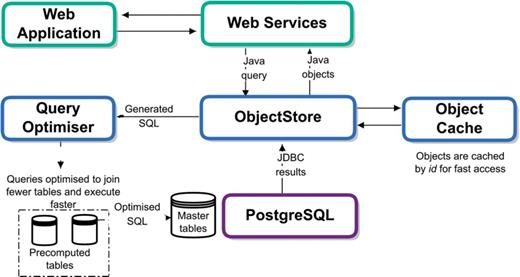 Web
Application
Web Services
Java
query
Java
objects
Query
Optimiser
Generated
SQL
ObjectStore
Object
Cache
Objects are cached
by id for fast access
JDBC
results
Queries optimised to join
fewer tables and execute
faster
Optimised
SQL
Master
tables
PostgreSQL
Precomputed
tables